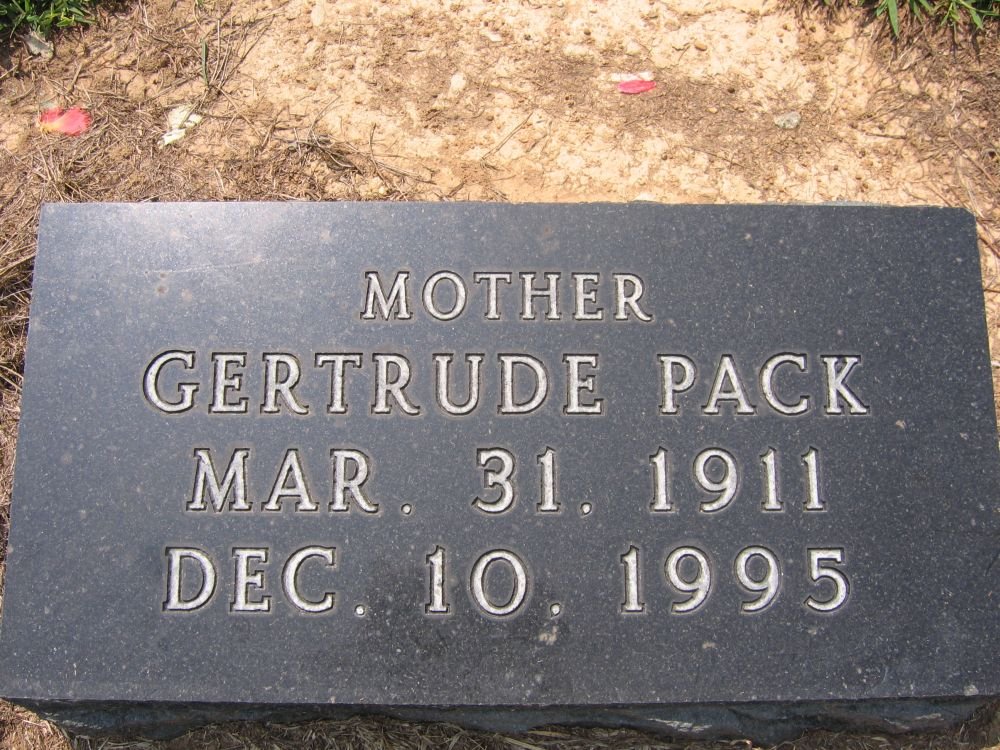 MOTHER
GERTRUDE PACK
MAR. 31. 1911
DEC. 10. 1995